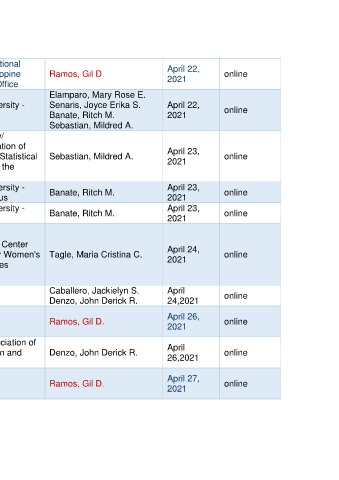 tional
ppine
Office
Ramos, Gil D
April 22,
2021
online
ersity -
Elamparo, Mary Rose E.
Senaris, Joyce Erika S.
Banate, Ritch M.
Sebastian, Mildred A.
April 22,
2021
online
y/
ation of
Statistical
the
Sebastian, Mildred A.
April 23,
2021
online
ersity -
us
Banate, Ritch M.
April 23,
2021
online
ersity -
Banate, Ritch M.
April 23,
2021
online
Center
r Women's
es
Tagle, Maria Cristina C.
April 24,
2021
online
Caballero, Jackielyn S.
Denzo, John Derick R.
April
24,2021
online
Ramos, Gil D.
April 26,
2021
online
ciation of
n and
Denzo, John Derick R.
April
26,2021
online
Ramos, Gil D.
April 27,
2021
online